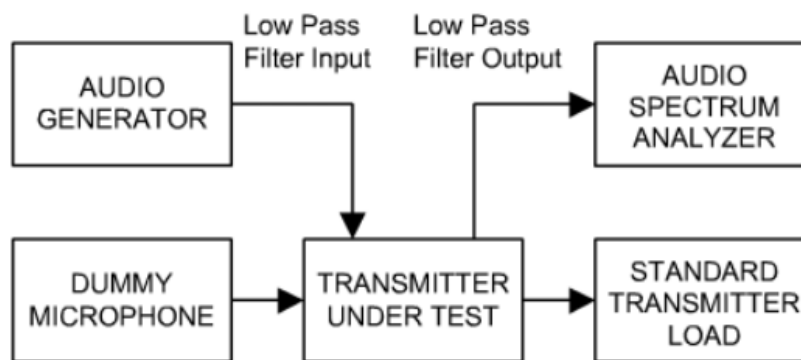 Low Pass
Filter Input
Low Pass
Filter Output
AUDIO
GENERATOR
AUDIO
SPECTRUM
ANALYZER
DUMMY
MICROPHONE
TRANSMITTER
UNDER TEST
STANDARD
TRANSMITTER
LOAD